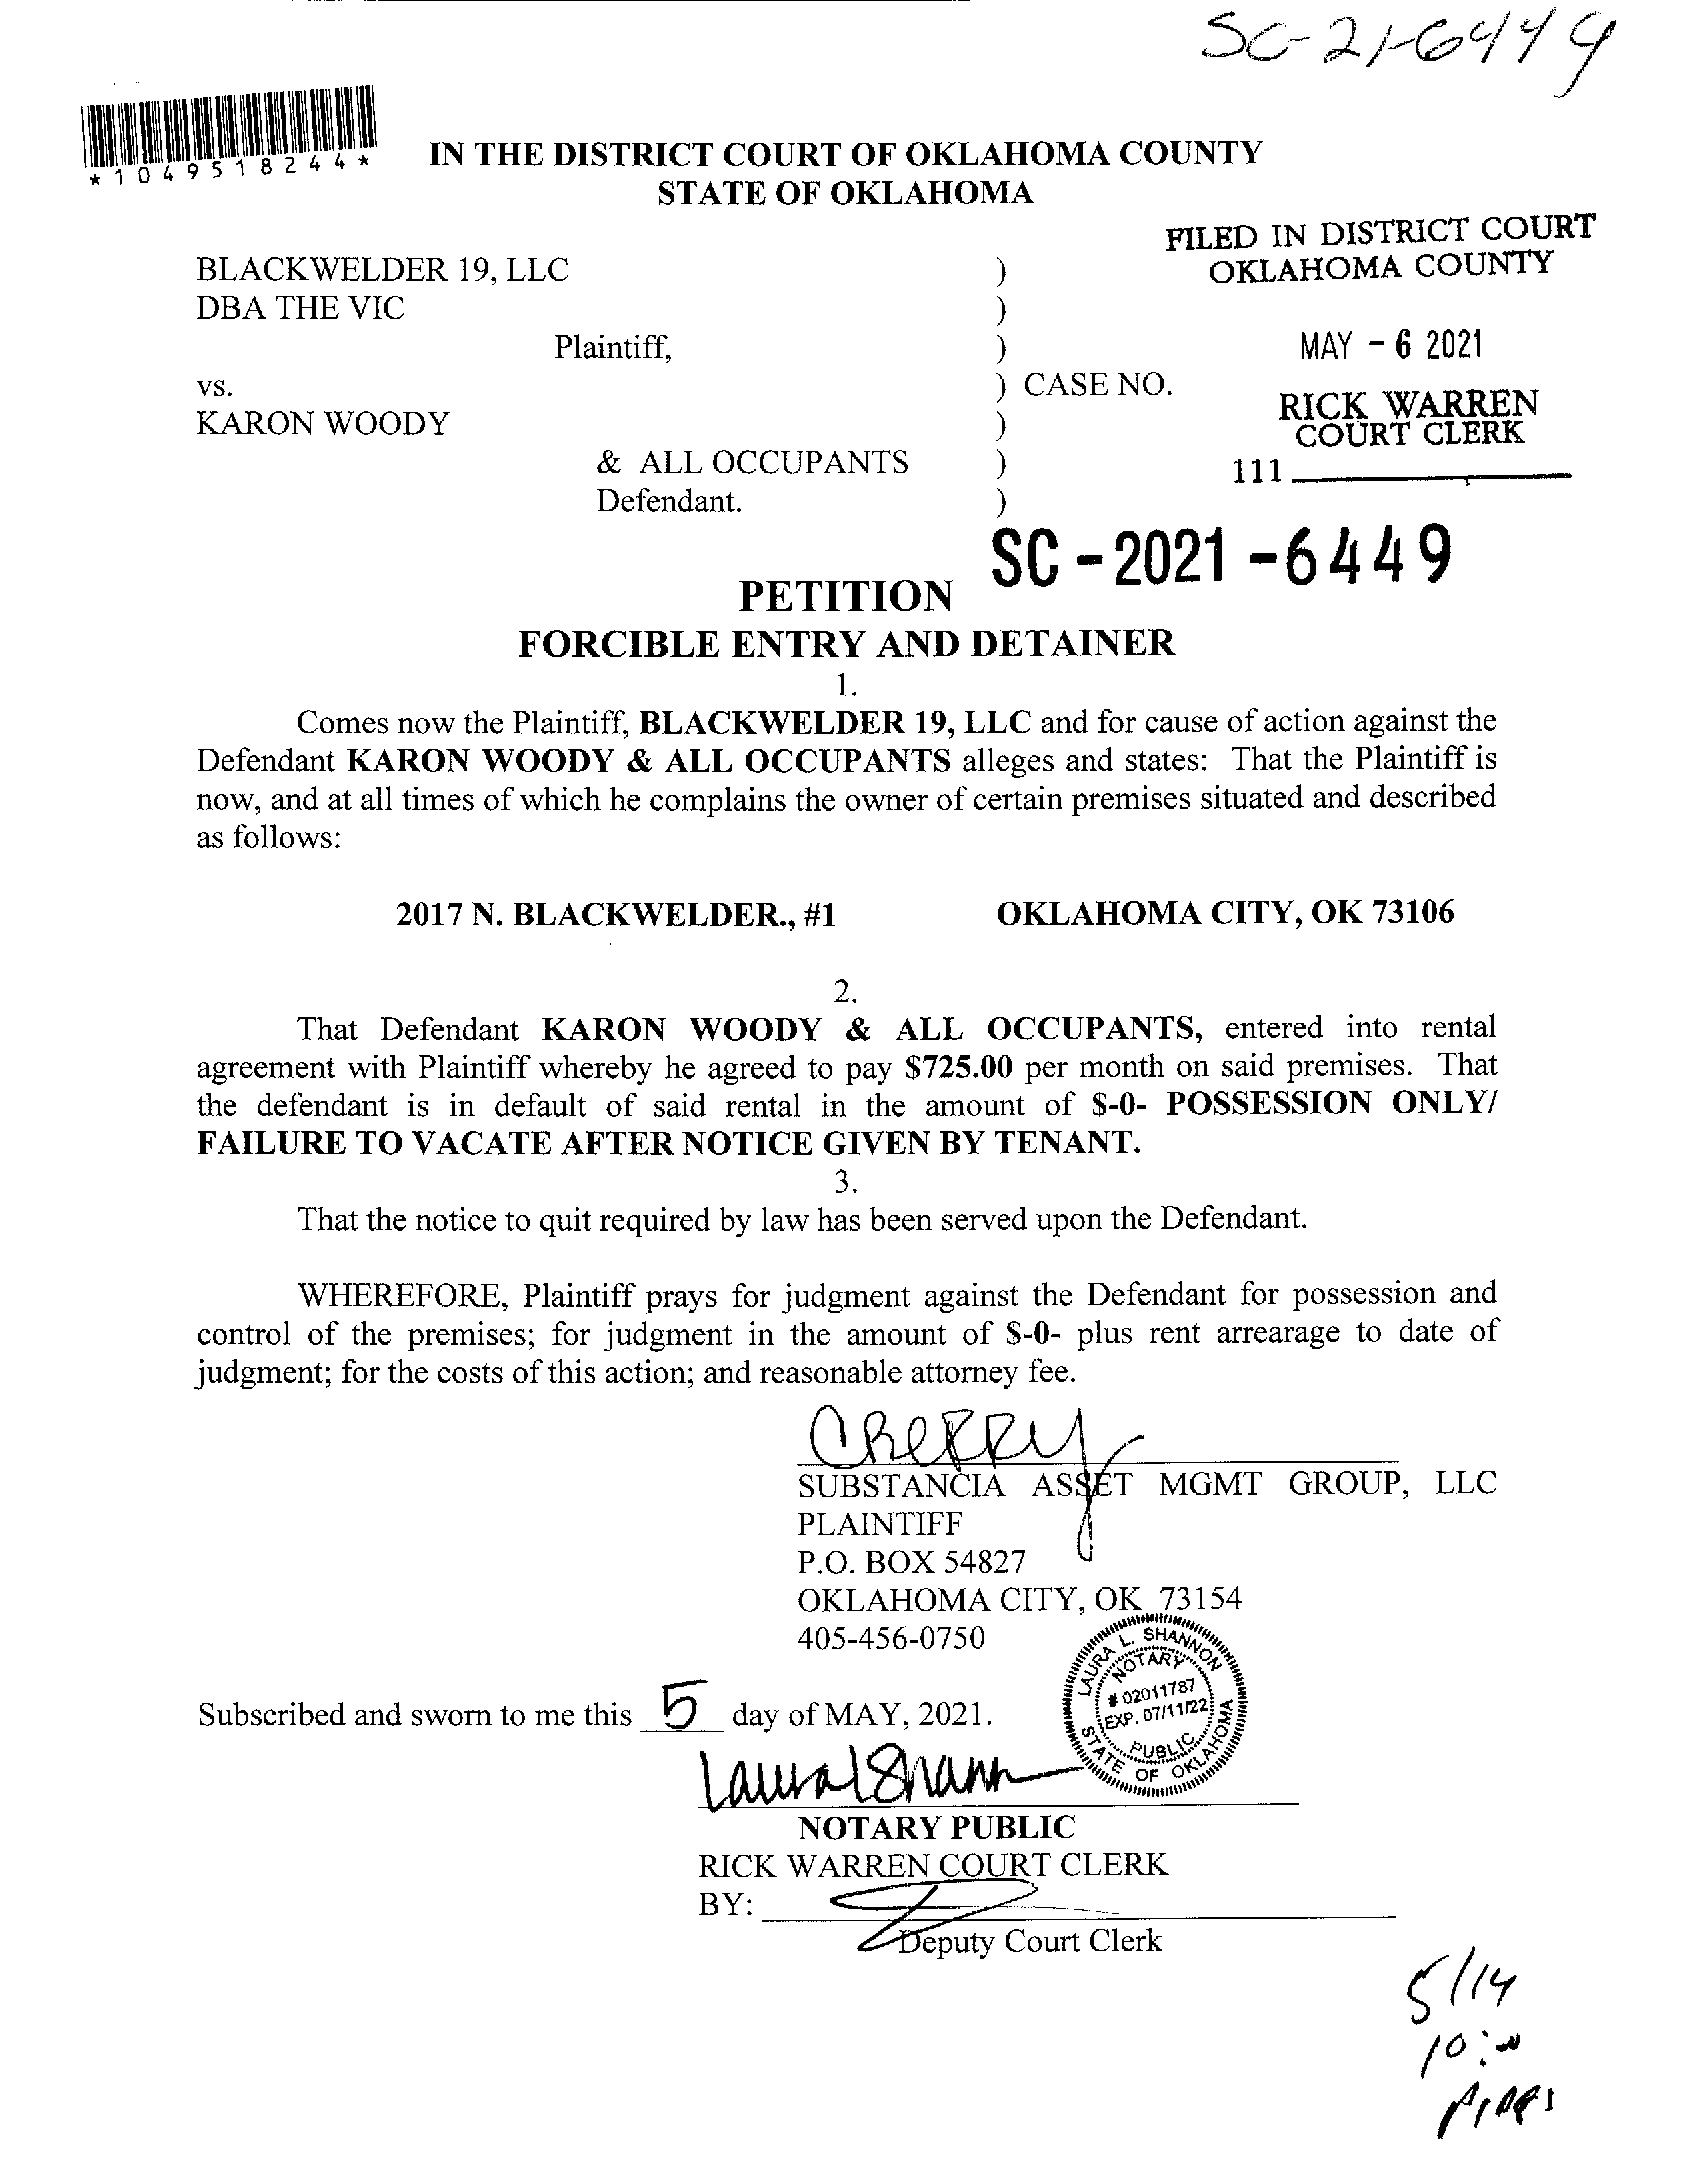 SC-21-6449
*1049518244*
IN THE DISTRICT COURT OF OKLAHOMA COUNTY
STATE OF OKLAHOMA
FILED IN DISTRICT COURT
OKLAHOMA COUNTY
BLACKWELDER 19, LLC )
DBA THE VIC )
Plaintiff, )
MAY - 6 2021
vs. ) CASE NO.
RICK WARREN
COURT CLERK
KARON WOODY )
& ALL OCCUPANTS )
111
Defendant. )
SC - 2021 - 6449
PETITION
FORCIBLE ENTRY AND DETAINER
1.
Comes now the Plaintiff, BLACKWELDER 19, LLC and for cause of action against the
Defendant KARON WOODY & ALL OCCUPANTS alleges and states: That the Plaintiff is
now, and at all times of which he complains the owner of certain premises situated and described
as follows:
2017 N. BLACKWELDER., #1 OKLAHOMA CITY, OK 73106
2.
That Defendant KARON WOODY & ALL OCCUPANTS, entered into rental
agreement with Plaintiff whereby he agreed to pay $725.00 per month on said premises. That
the defendant is in default of said rental in the amount of $-0- POSSESSION ONLY/
FAILURE TO VACATE AFTER NOTICE GIVEN BY TENANT.
3.
That the notice to quit required by law has been served upon the Defendant.
WHEREFORE, Plaintiff prays for judgment against the Defendant for possession and
control of the premises; for judgment in the amount of $-0- plus rent arrearage to date of
judgment; for the costs of this action; and reasonable attorney fee.
Cherry
SUBSTANCIA ASSET MGMT GROUP, LLC
PLAINTIFF
P.O. BOX 54827
OKLAHOMA CITY, OK 73154
405-456-0750
LAURA L. SHANNON
NOTARY
# 02011787
EXP. 07/11/22
PUBLIC
STATE OF OKLAHOMA
Subscribed and sworn to me this 5 day of MAY, 2021.
NOTARY PUBLIC
RICK WARREN COURT CLERK
BY:
Deputy Court Clerk
5/14
10:00